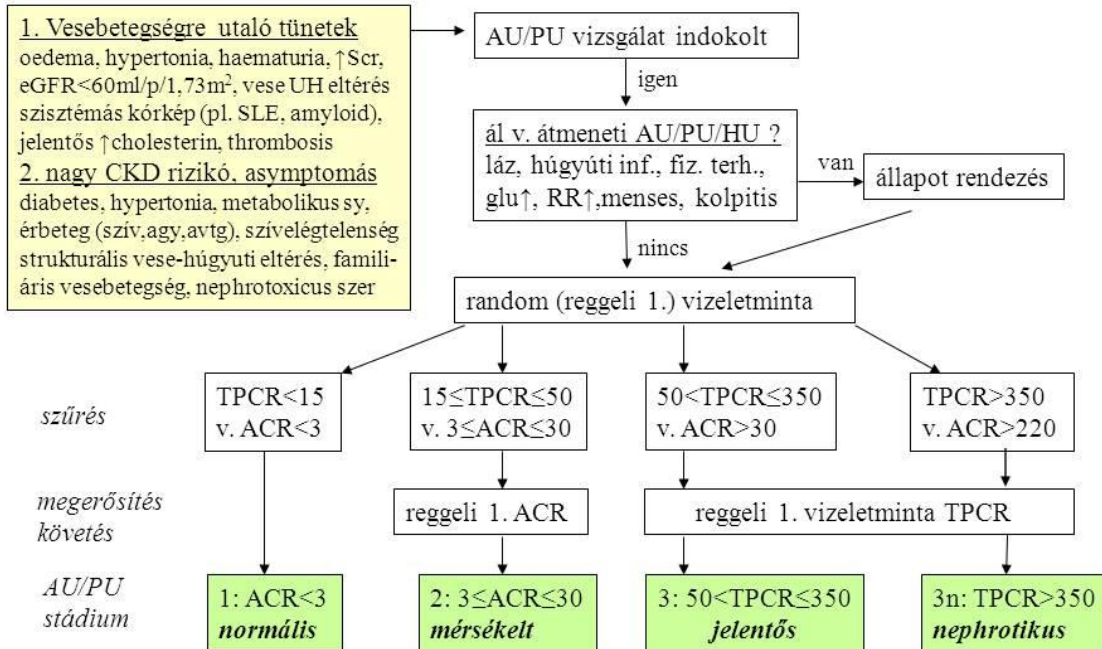 1. Vesebetegségre utaló tünetek
oedema, hypertonia, haematuria, ↑Scr,
eGFR<60ml/p/1,73m², vese UH eltérés
szisztémás kórkép (pl. SLE, amyloid),
jelentős ↑cholesterin, thrombosis
2. nagy CKD rizikó, asymptomás
diabetes, hypertonia, metabolikus sy,
érbeteg (szív,agy,avtg), szívelégtelenség
strukturális vese-húgyuti eltérés, famili-
áris vesebetegség, nephrotoxicus szer
AU/PU vizsgálat indokolt
igen
ál v. átmeneti AU/PU/HU ?
láz, húgyúti inf., fiz. terh.,
glu↑, RR↑,menses, kolpitis
van
állapot rendezés
nincs
random (reggeli 1.) vizeletminta
szűrés
TPCR<15
v. ACR<3
15≤TPCR≤50
v. 3≤ACR≤30
50<TPCR≤350
v. ACR>30
TPCR>350
v. ACR>220
megerősítés
követés
reggeli 1. ACR
reggeli 1. vizeletminta TPCR
AU/PU
stádium
1: ACR<3
normális
2: 3≤ACR≤30
mérsékelt
3: 50<TPCR≤350
jelentős
3n: TPCR>350
nephrotikus